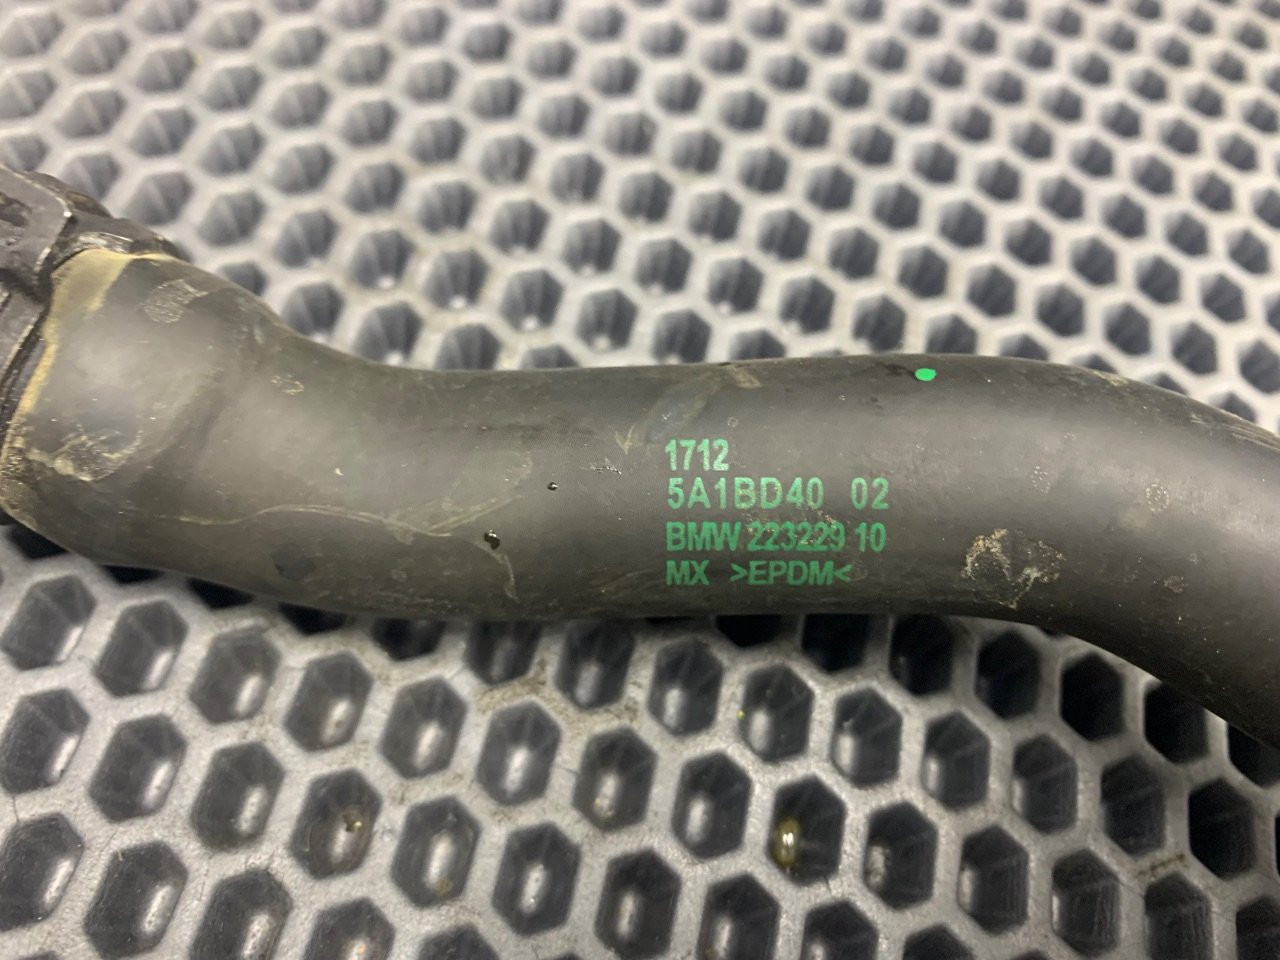 1712
5A1BD40 02
BMW 223229 10
MX >EPDM<